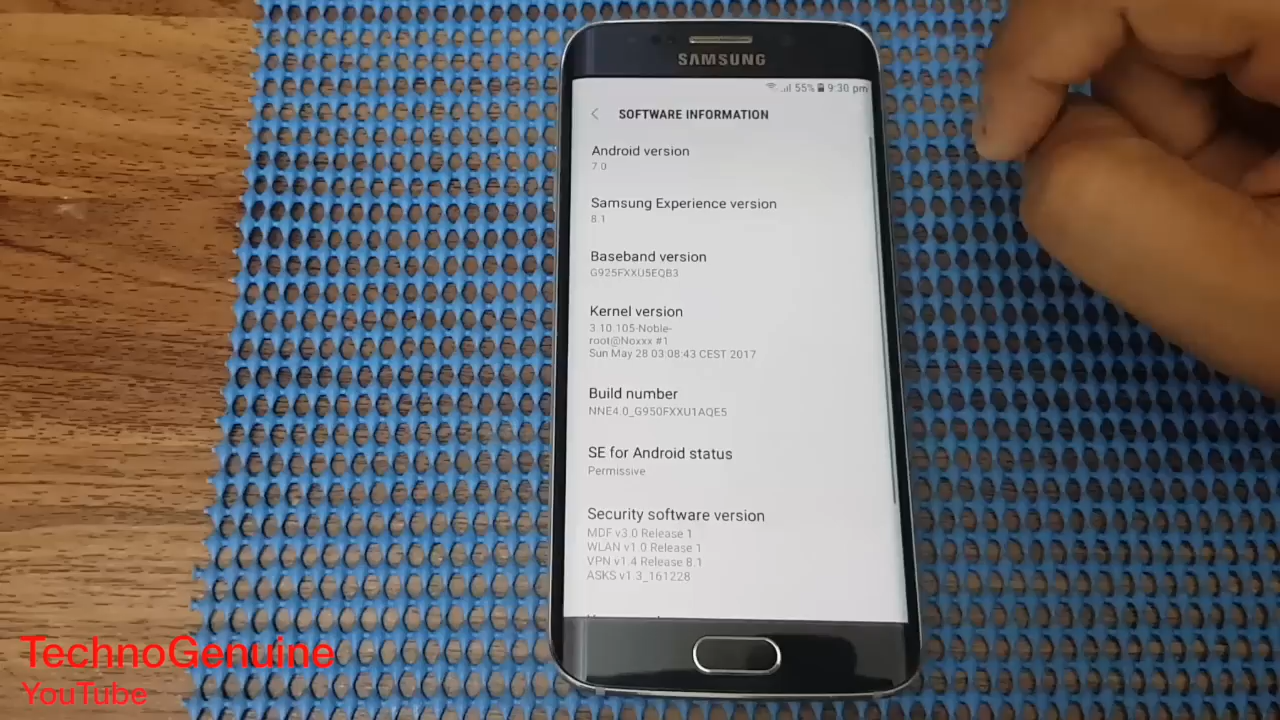 SAMSUNG
55% 9:30 pm
SOFTWARE INFORMATION
Android version
7.0
Samsung Experience version
8.1
Baseband version
G925FXXU5EQB3
Kernel version
3.10.105-Noble-
root@Noxxx #1
Sun May 28 03:08:43 CEST 2017
Build number
NNE4.0_G950FXXU1AQE5
SE for Android status
Permissive
Security software version
MDF v3.0 Release 1
WLAN v1.0 Release 1
VPN v1.4 Release 8.1
ASKS v1.3_161228
TechnoGenuine
YouTube